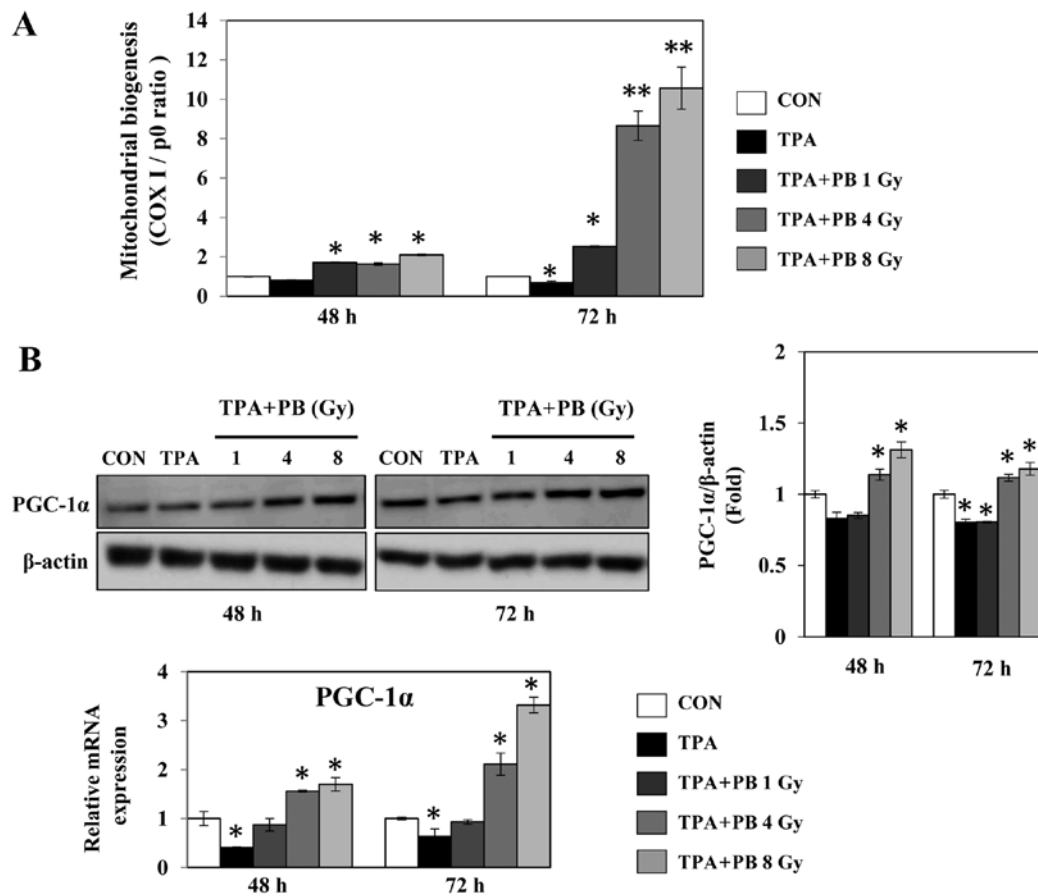 A
Mitochondrial biogenesis
(COX I / p0 ratio )
14
12
10
8
6
4
2
0
* * * * * ** **
48 h 72 h
CON
TPA
TPA+PB 1 Gy
TPA+PB 4 Gy
TPA+PB 8 Gy
B
TPA+PB (Gy) TPA+PB (Gy)
CON TPA 1 4 8 CON TPA 1 4 8
PGC-1α
β-actin
48 h 72 h
PGC-1α/β-actin
(Fold)
2
1.5
1
0.5
0
* * * * * *
48 h 72 h
Relative mRNA
expression
4
3
2
1
0
PGC-1α
* * * * * *
48 h 72 h
CON
TPA
TPA+PB 1 Gy
TPA+PB 4 Gy
TPA+PB 8 Gy